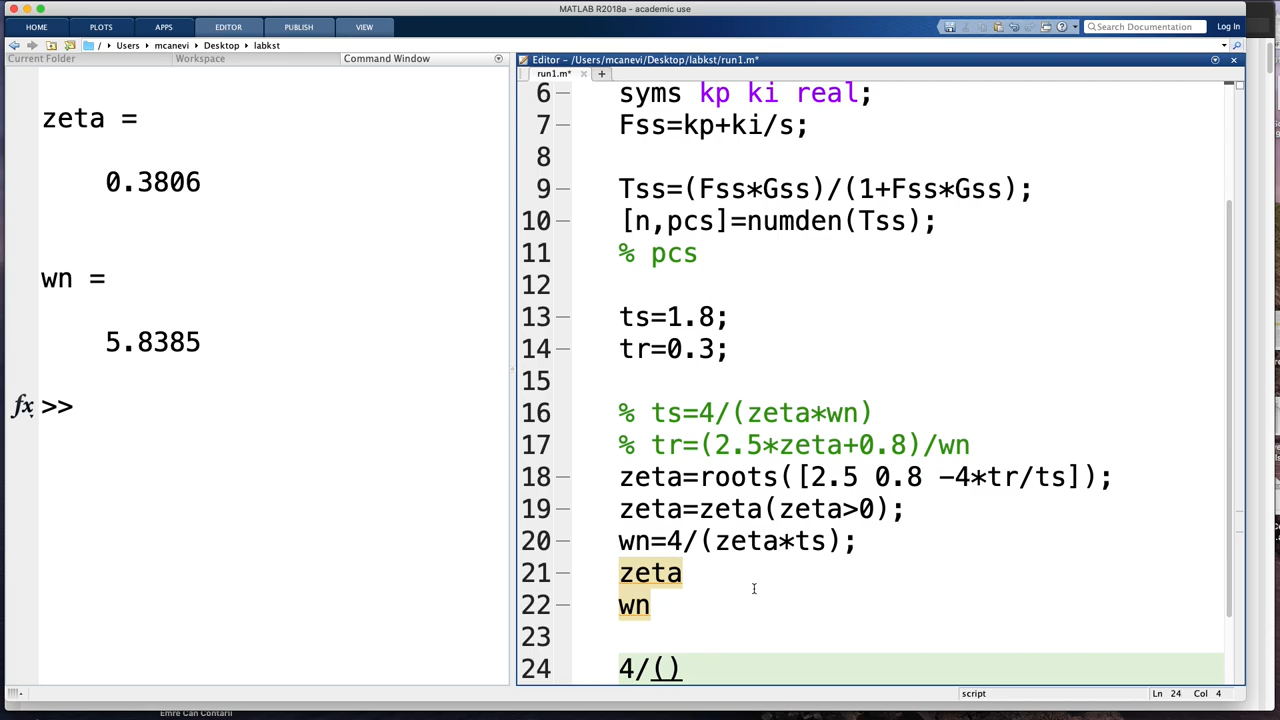 MATLAB R2018a - academic use
HOME PLOTS APPS EDITOR PUBLISH VIEW Search Documentation Log In
/ Users mcanevi Desktop labkst
Current Folder Workspace Command Window
Editor - /Users/mcanevi/Desktop/labkst/run1.m*
run1.m* +
zeta =
0.3806
wn =
5.8385
fx >>
6 syms kp ki real;
7 Fss=kp+ki/s;
8
9 Tss=(Fss*Gss)/(1+Fss*Gss);
10 [n,pcs]=numden(Tss);
11 % pcs
12
13 ts=1.8;
14 tr=0.3;
15
16 % ts=4/(zeta*wn)
17 % tr=(2.5*zeta+0.8)/wn
18 zeta=roots([2.5 0.8 -4*tr/ts]);
19 zeta=zeta(zeta>0);
20 wn=4/(zeta*ts);
21 zeta
22 wn
23
24 4/()
script Ln 24 Col 4
Emre Can Contarli